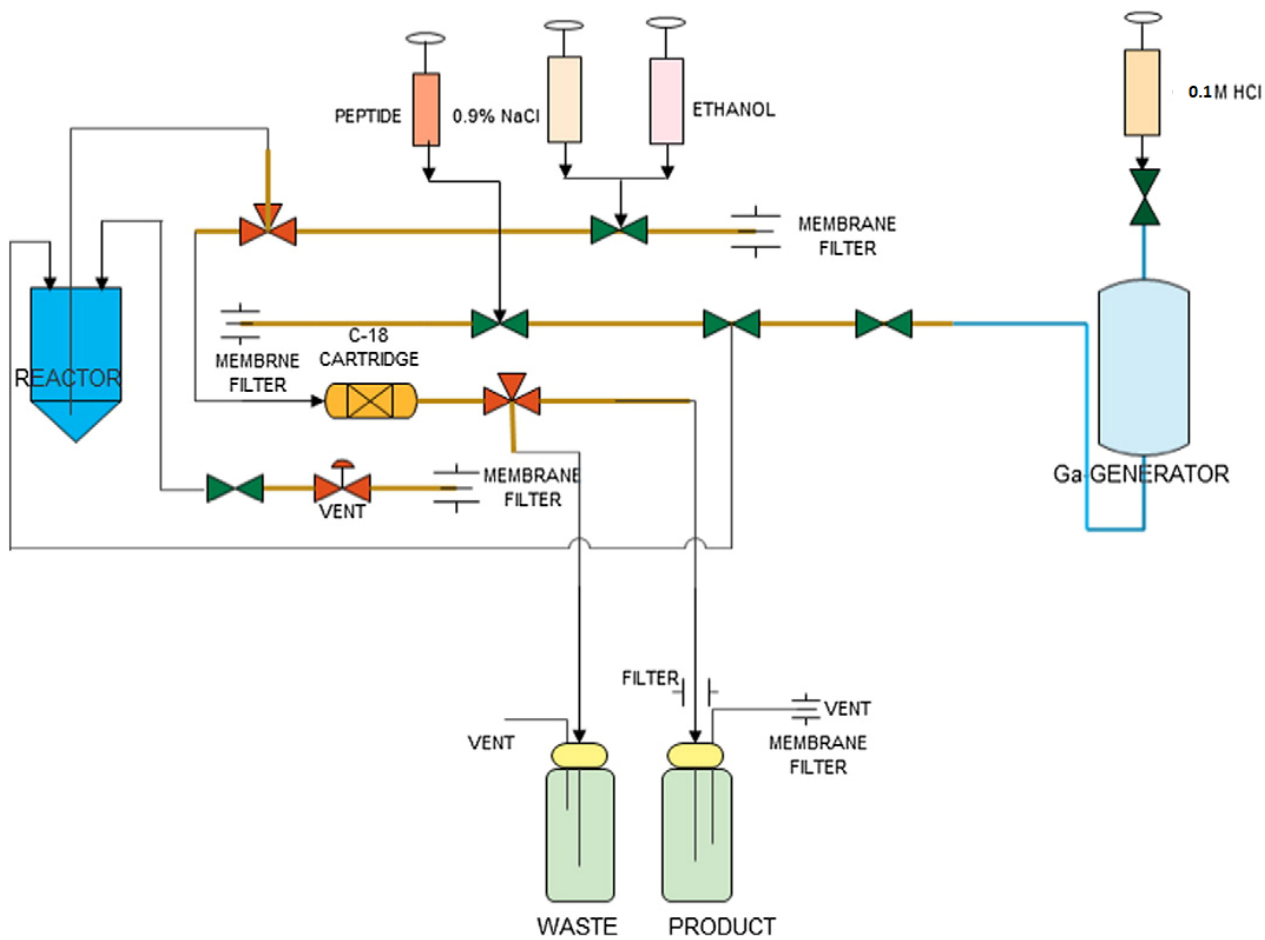 PEPTIDE
0.9% NaCl
ETHANOL
0.1M HCl
MEMBRANE
FILTER
C-18
CARTRIDGE
MEMBRNE
FILTER
REACTOR
Ga-GENERATOR
MEMBRANE
FILTER
VENT
FILTER
VENT
VENT
MEMBRANE
FILTER
WASTE
PRODUCT